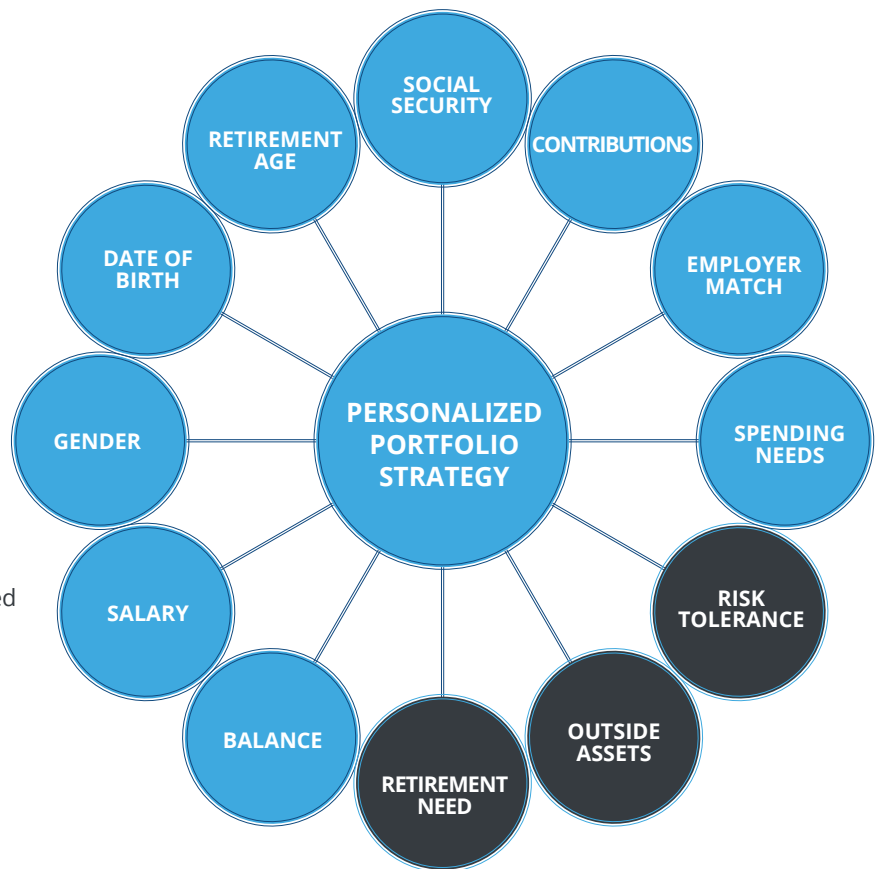 SOCIAL
SECURITY
CONTRIBUTIONS
EMPLOYER
MATCH
SPENDING
NEEDS
RISK
TOLERANCE
OUTSIDE
ASSETS
RETIREMENT
NEED
BALANCE
SALARY
GENDER
DATE OF
BIRTH
RETIREMENT
AGE
PERSONALIZED
PORTFOLIO
STRATEGY
ed